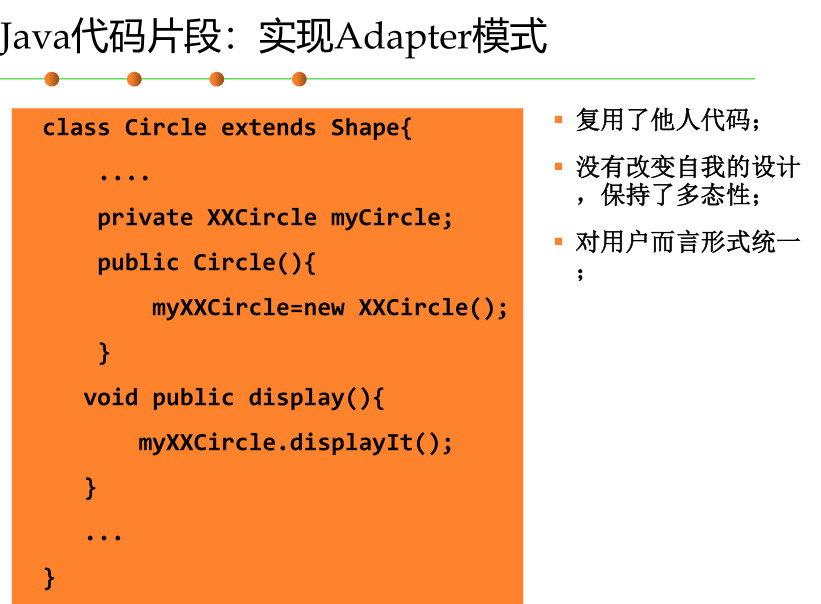 Java代码片段：实现Adapter模式
class Circle extends Shape{
....
private XXCircle myCircle;
public Circle(){
myXXCircle=new XXCircle();
}
void public display(){
myXXCircle.displayIt();
}
...
}
复用了他人代码；
没有改变自我的设计
，保持了多态性；
对用户而言形式统一
；